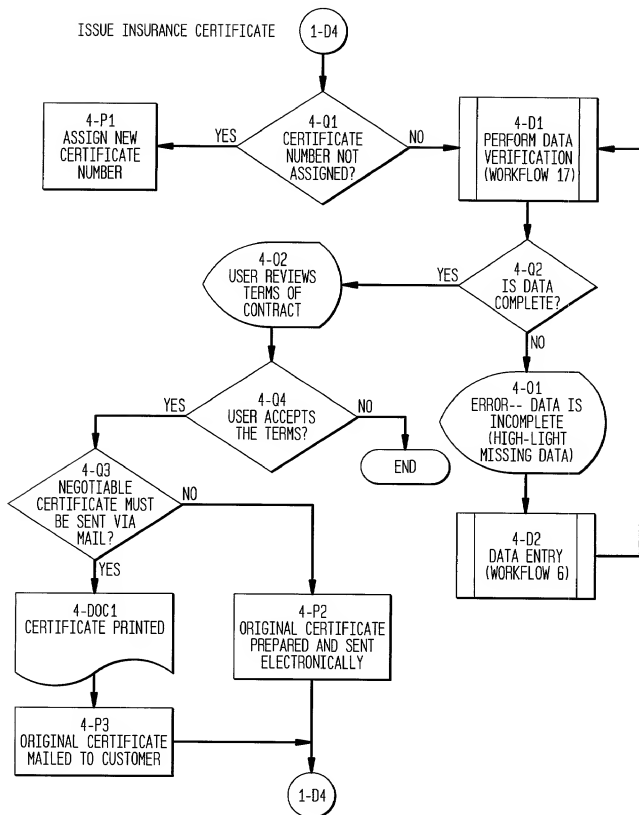 ISSUE INSURANCE CERTIFICATE
1-D4
4-P1
ASSIGN NEW
CERTIFICATE
NUMBER
YES
4-Q1
CERTIFICATE
NUMBER NOT
ASSIGNED?
NO
4-D1
PERFORM DATA
VERIFICATION
(WORKFLOW 17)
4-O2
USER REVIEWS
TERMS OF
CONTRACT
YES
4-Q2
IS DATA
COMPLETE?
NO
YES
4-Q4
USER ACCEPTS
THE TERMS?
NO
END
4-O1
ERROR-- DATA IS
INCOMPLETE
(HIGH-LIGHT
MISSING DATA)
4-Q3
NEGOTIABLE
CERTIFICATE MUST
BE SENT VIA
MAIL?
NO
YES
4-D2
DATA ENTRY
(WORKFLOW 6)
4-DOC1
CERTIFICATE PRINTED
4-P2
ORIGINAL CERTIFICATE
PREPARED AND SENT
ELECTRONICALLY
4-P3
ORIGINAL CERTIFICATE
MAILED TO CUSTOMER
1-D4